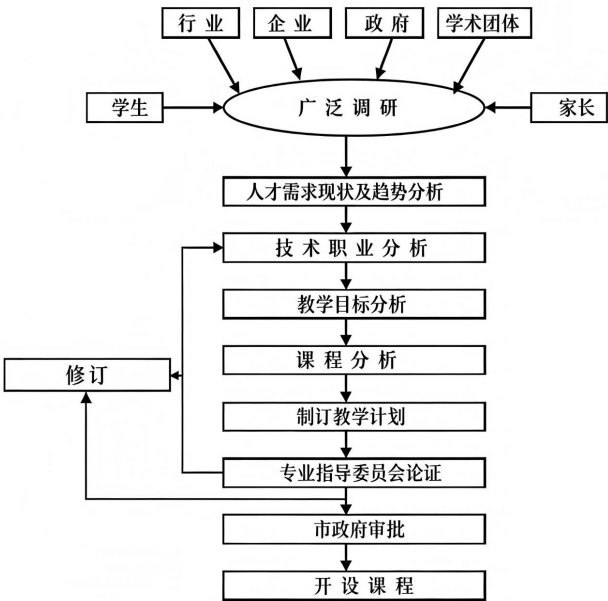 行业
企业
政府
学术团体
学生
广泛调研
家长
人才需求现状及趋势分析
技术职业分析
教学目标分析
课程分析
修订
制订教学计划
专业指导委员会论证
市政府审批
开设课程